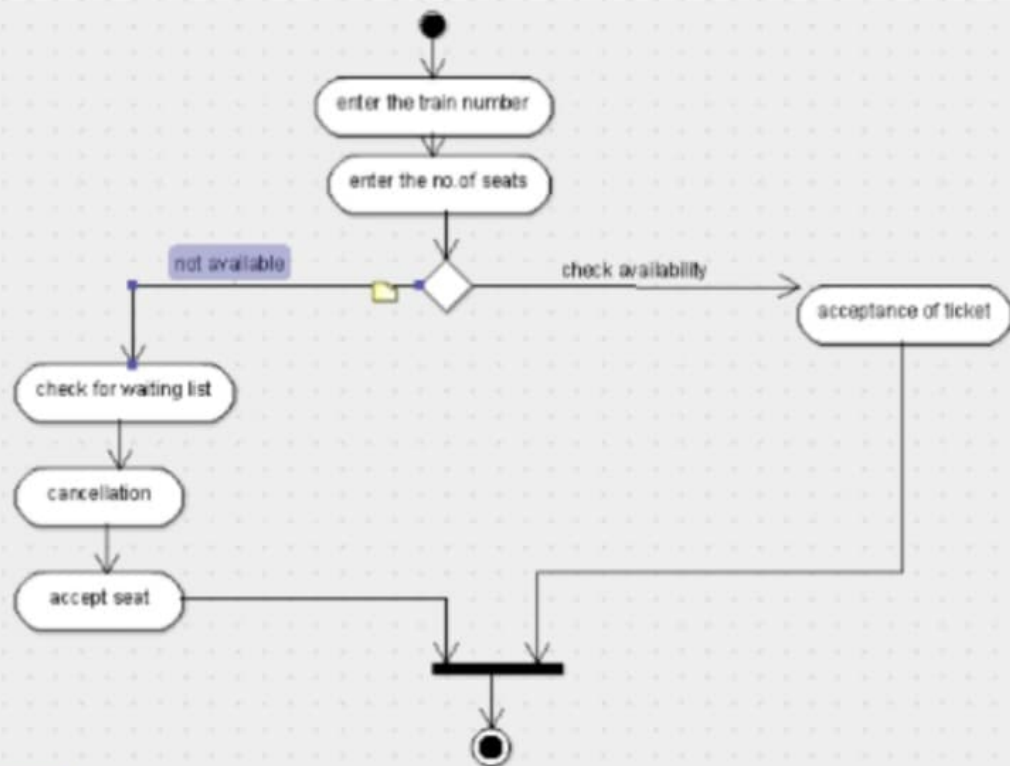 enter the train number
enter the no.of seats
not available
check availability
acceptance of ticket
check for waiting list
cancellation
accept seat